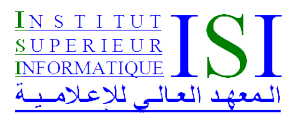 INSTITUT
SUPERIEUR
INFORMATIQUE
ISI
المعهد العالي للإعلامية